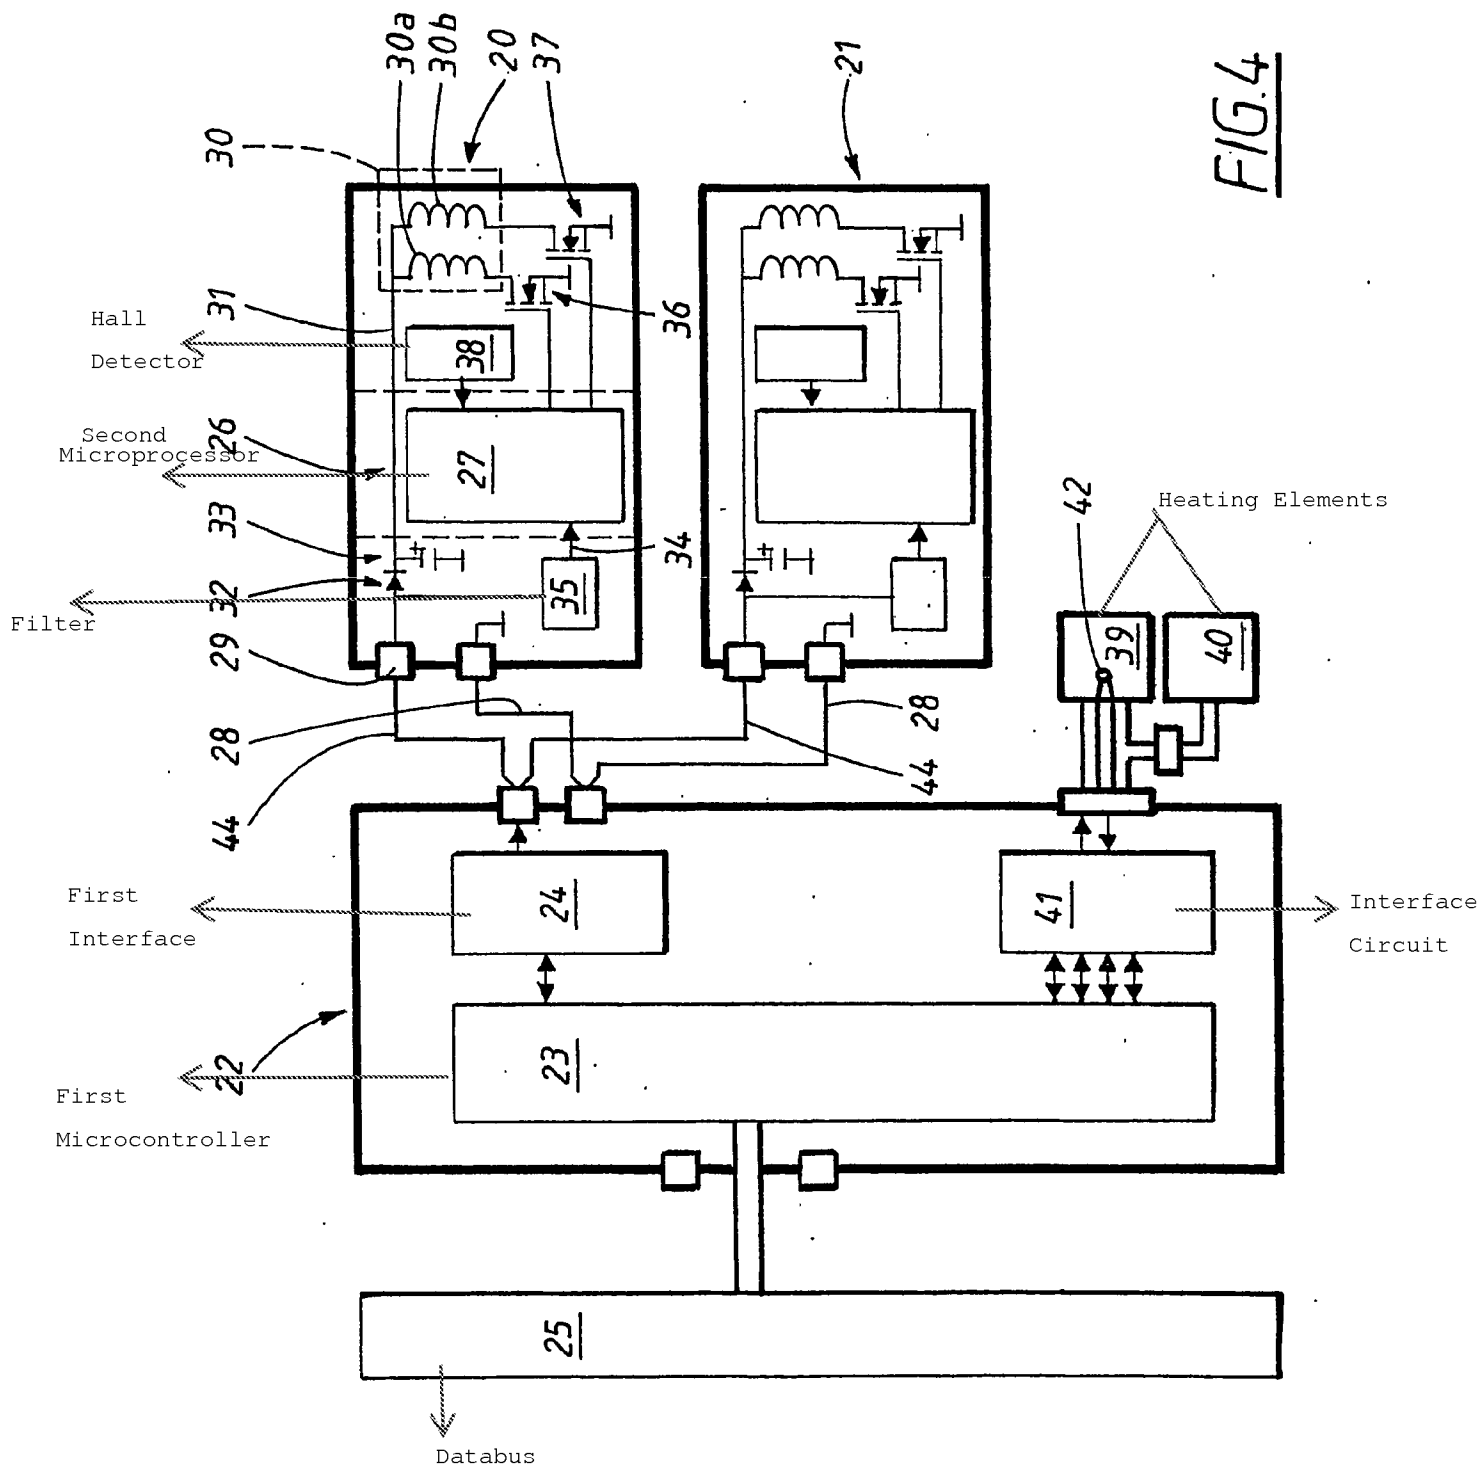 30a
30b
20
37
21
30
FIG.4
31
Hall
Detector
38
36
Second
Microprocessor
26
27
33
34
42
Heating Elements
32
35
Filter
29
39
40
28
28
44
44
First
Interface
24
41
Interface
Circuit
22
23
First
Microcontroller
25
Databus